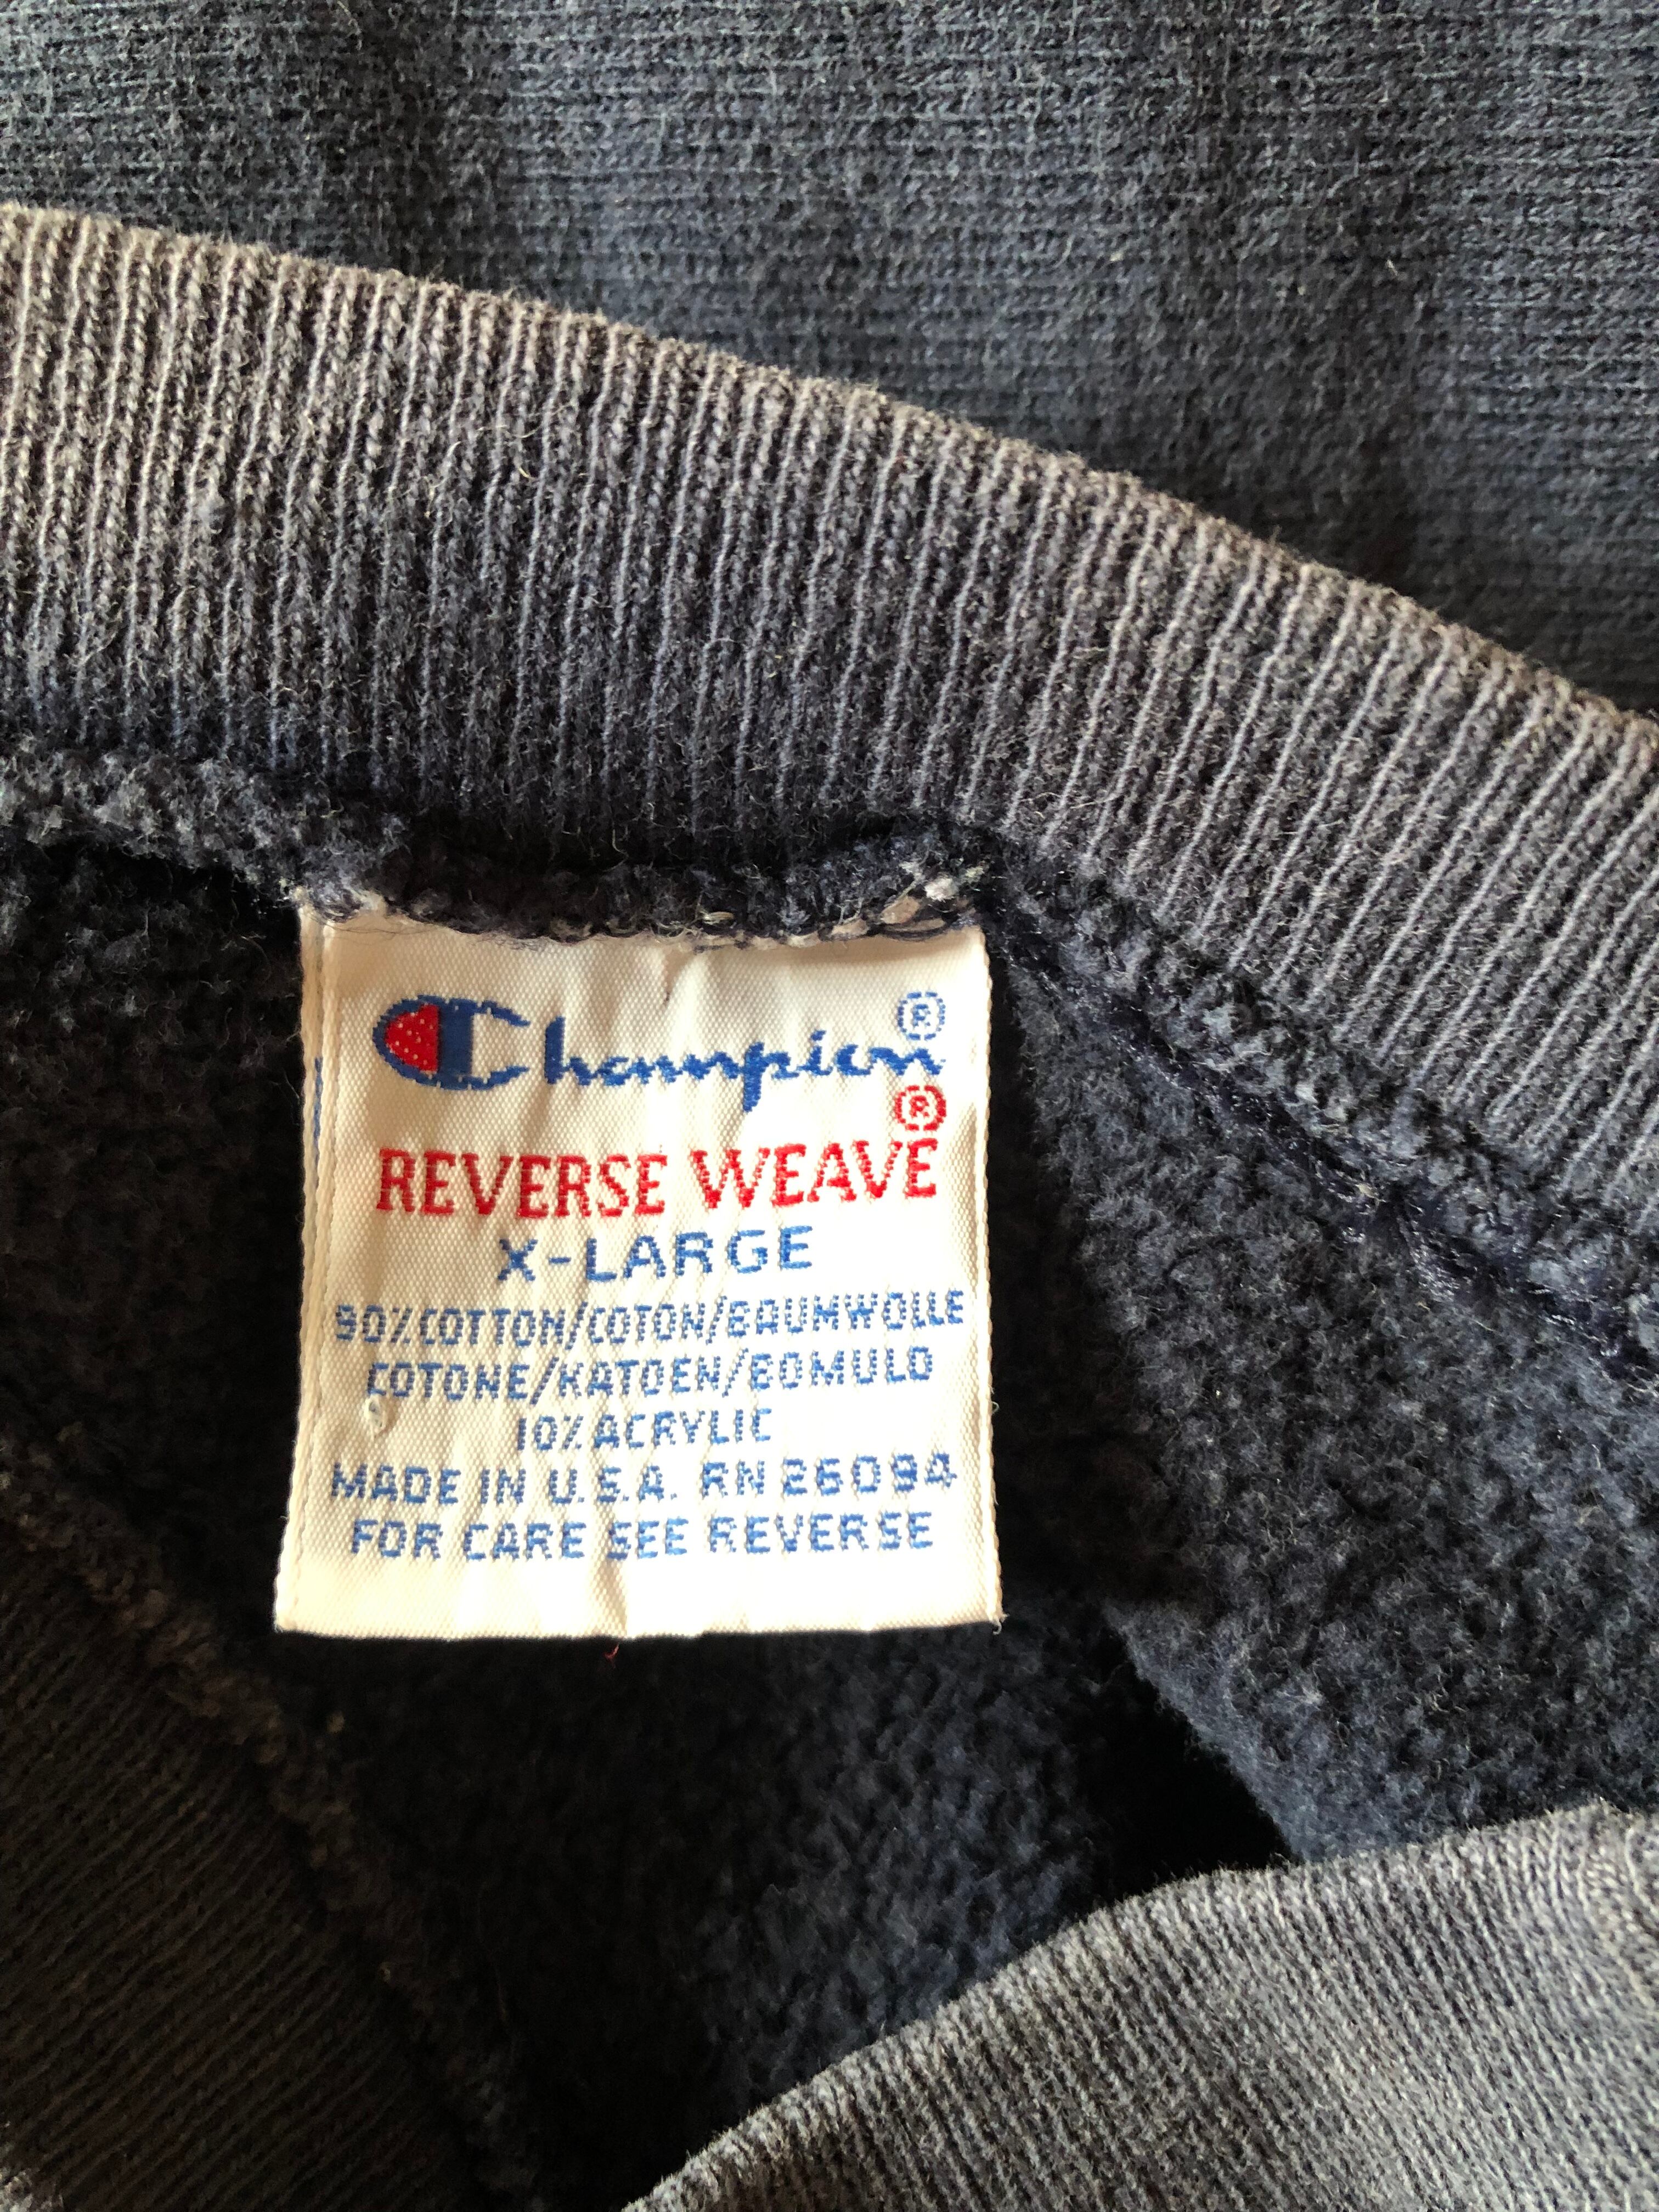 Champion®
REVERSE WEAVE®
X-LARGE
90% COTTON/COTON/BAUMWOLLE
COTONE/KATOEN/BOMULD
10% ACRYLIC
MADE IN U.S.A. RN 26094
FOR CARE SEE REVERSE